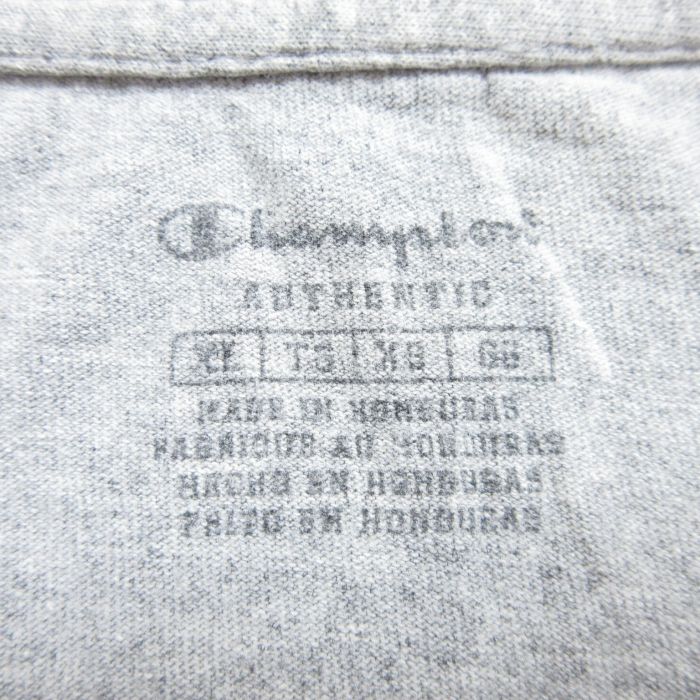 Champion
AUTHENTIC
XL TG XG GG
MADE IN HONDURAS
FABRIQUE AU HONDURAS
HECHO EN HONDURAS
FEITO EM HONDURAS